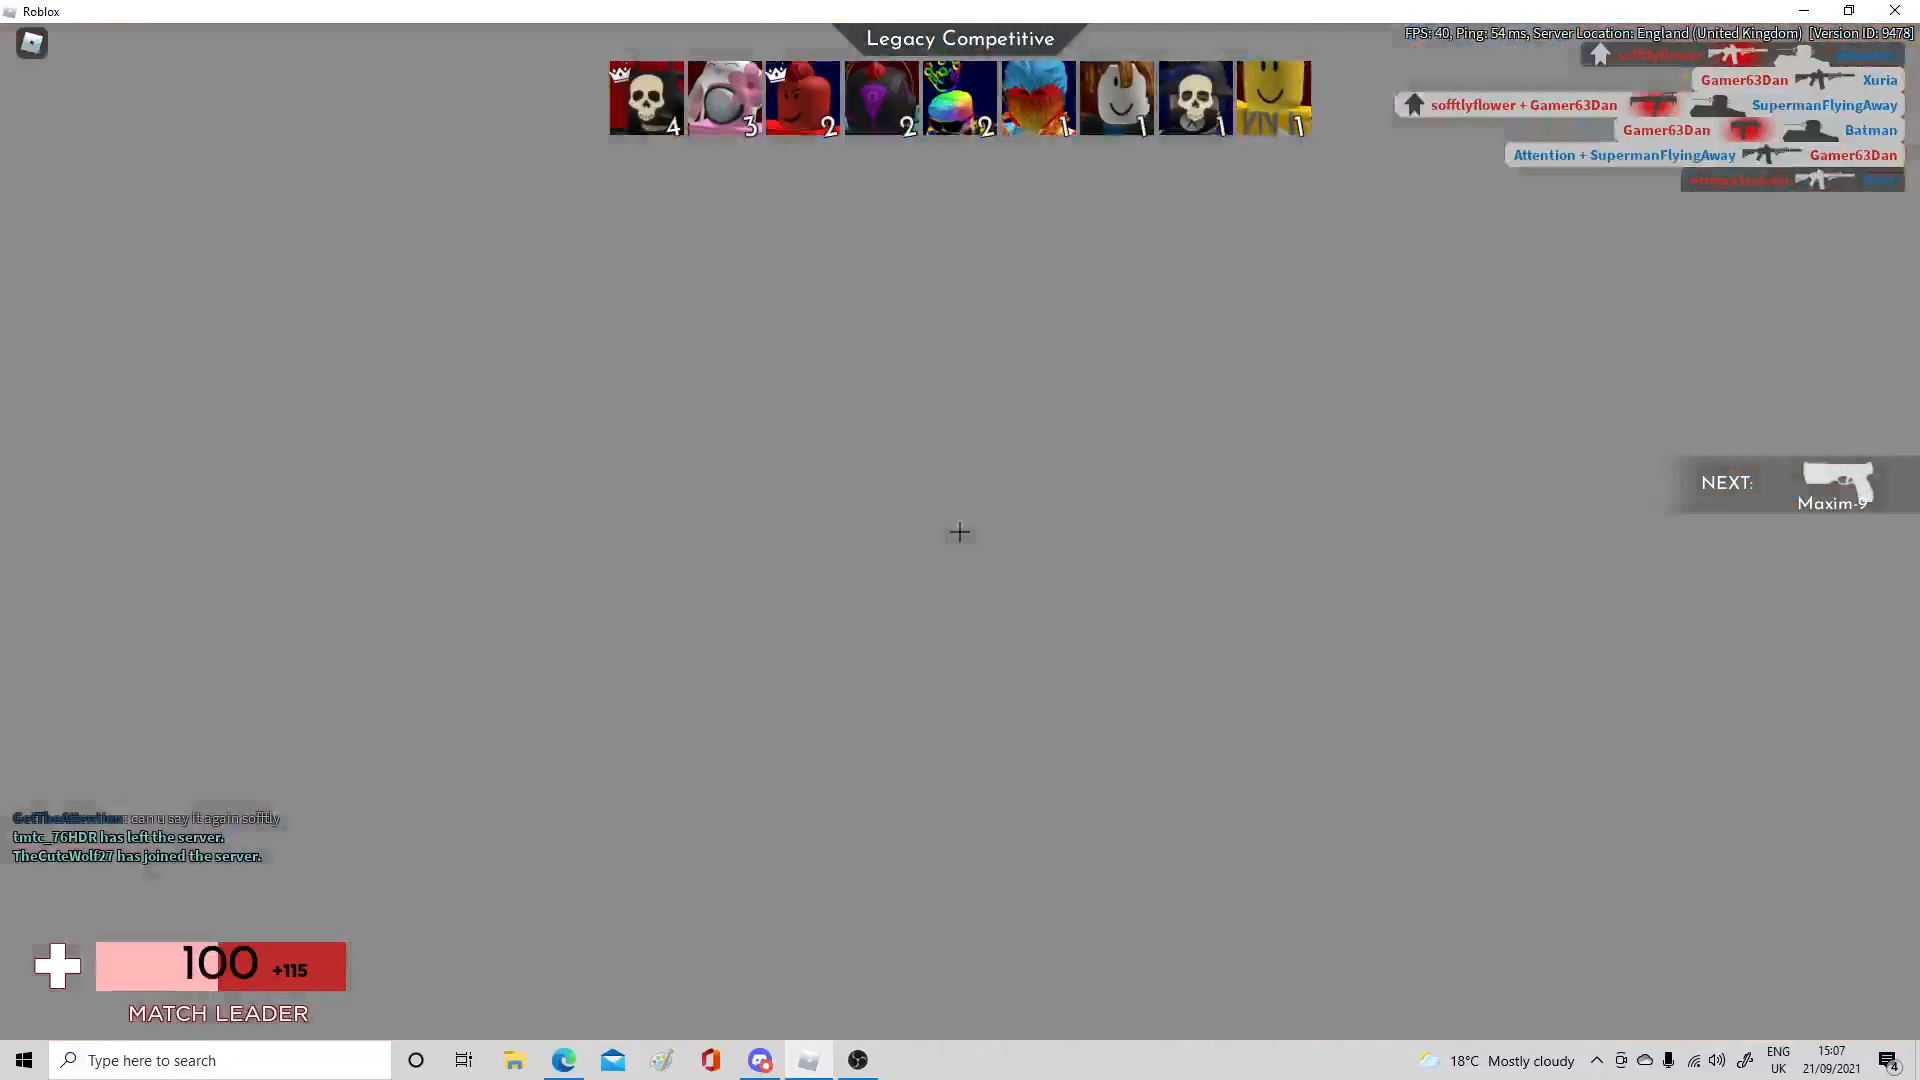 Roblox
Legacy Competitive
FPS: 40, Ping: 54 ms, Server Location: England (United Kingdom) [Version ID: 9478]
4 3 2 2 2 1 1 1 1
sofftlyflower
Gamer63Dan Xuria
sofftlyflower + Gamer63Dan SupermanFlyingAway
Gamer63Dan Batman
Attention + SupermanFlyingAway Gamer63Dan
NEXT:
Maxim-9
GetTheAttention: can u say it again softly
tmtc_76HDR has left the server.
TheCuteWolf27 has joined the server.
100 +115
MATCH LEADER
Type here to search
18°C Mostly cloudy
ENG
UK
15:07
21/09/2021
4